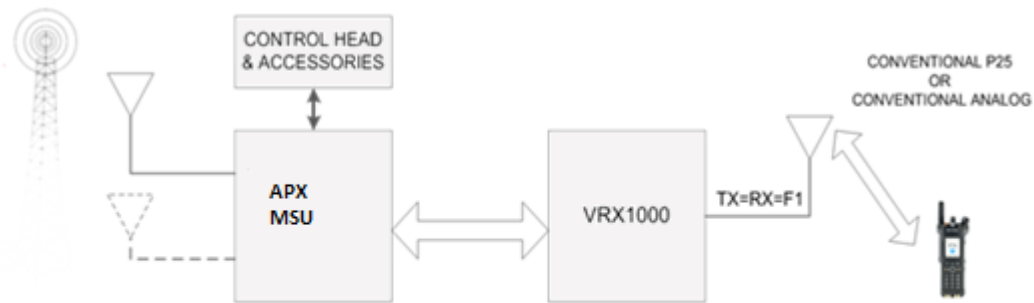 CONTROL HEAD
& ACCESSORIES
CONVENTIONAL P25
OR
CONVENTIONAL ANALOG
APX
MSU
VRX1000
TX=RX=F1